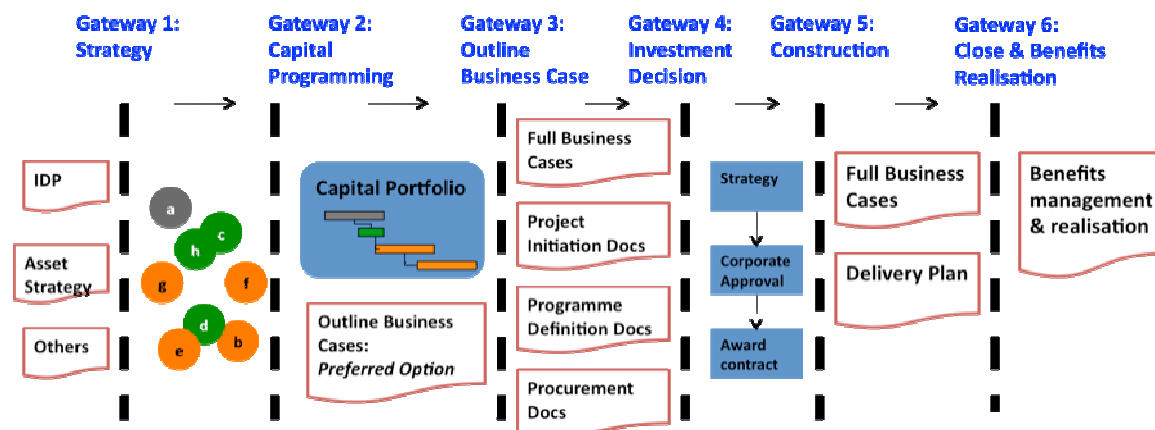 Gateway 1:
Strategy
Gateway 2:
Capital
Programming
Gateway 3:
Outline
Business Case
Gateway 4:
Investment
Decision
Gateway 5:
Construction
Gateway 6:
Close & Benefits
Realisation
IDP
Asset
Strategy
Others
a
c
h
g
f
d
e
b
Capital Portfolio
Outline Business
Cases:
Preferred Option
Full Business
Cases
Project
Initiation Docs
Programme
Definition Docs
Procurement
Docs
Strategy
Corporate
Approval
Award
contract
Full Business
Cases
Delivery Plan
Benefits
management
& realisation